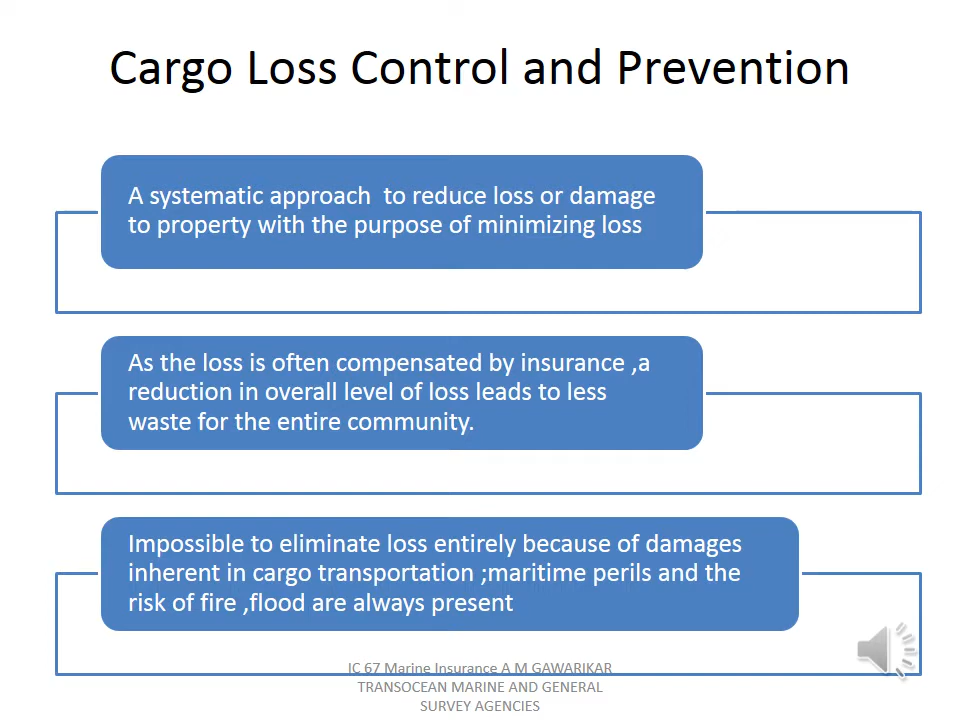 Cargo Loss Control and Prevention
A systematic approach  to reduce loss or damage
to property with the purpose of minimizing loss
As the loss is often compensated by insurance ,a
reduction in overall level of loss leads to less
waste for the entire community.
Impossible to eliminate loss entirely because of damages
inherent in cargo transportation ;maritime perils and the
risk of fire ,flood are always present
IC 67 Marine Insurance A M GAWARIKAR
TRANSOCEAN MARINE AND GENERAL
SURVEY AGENCIES